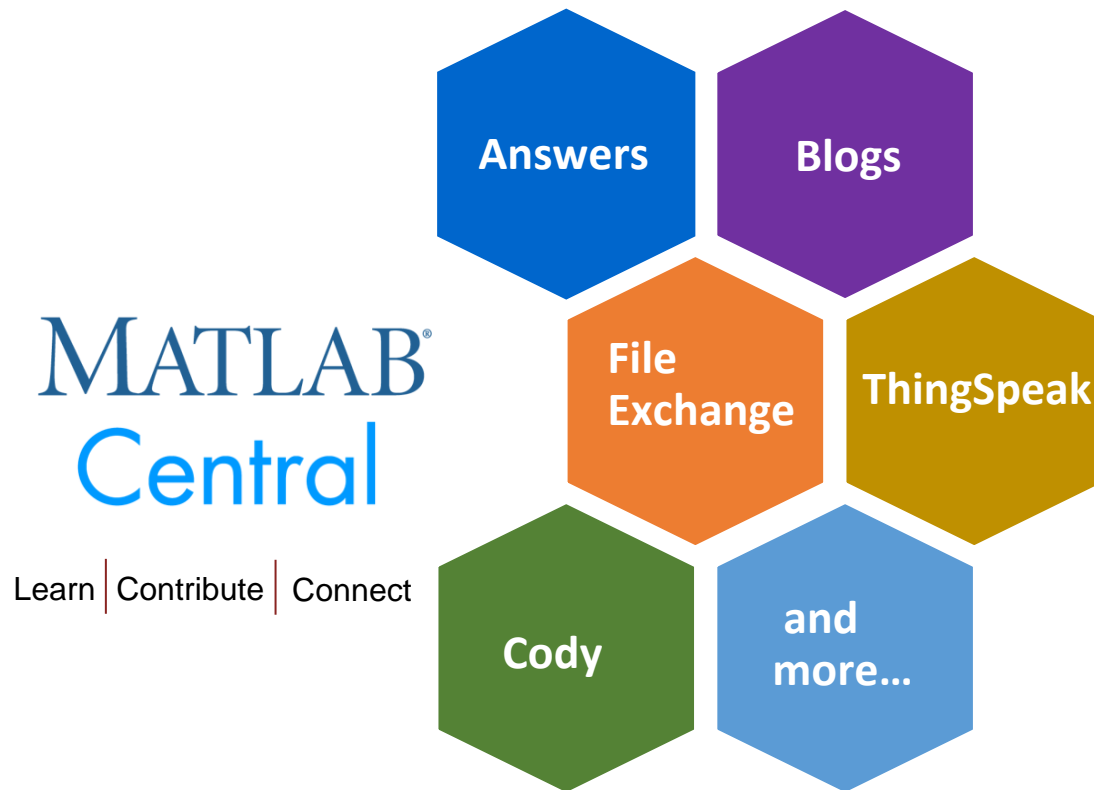 MATLAB®
Central
Learn | Contribute | Connect
Answers
Blogs
File
Exchange
ThingSpeak
Cody
and
more…